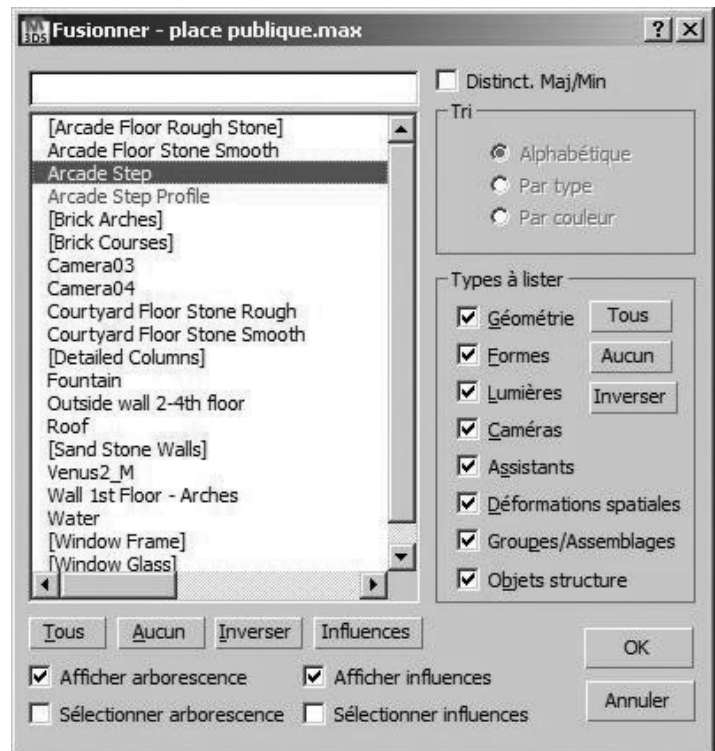 Fusionner - place publique.max
Distinct. Maj/Min
[Arcade Floor Rough Stone]
Arcade Floor Stone Smooth
Arcade Step
Arcade Step Profile
[Brick Arches]
[Brick Courses]
Camera03
Camera04
Courtyard Floor Stone Rough
Courtyard Floor Stone Smooth
[Detailed Columns]
Fountain
Outside wall 2-4th floor
Roof
[Sand Stone Walls]
Venus2_M
Wall 1st Floor - Arches
Water
[Window Frame]
[Window Glass]
Tri
Alphabétique
Par type
Par couleur
Types à lister
Géométrie Tous
Formes Aucun
Lumières Inverser
Caméras
Assistants
Déformations spatiales
Groupes/Assemblages
Objets structure
Tous Aucun Inverser Influences
Afficher arborescence Afficher influences
Sélectionner arborescence Sélectionner influences
OK
Annuler